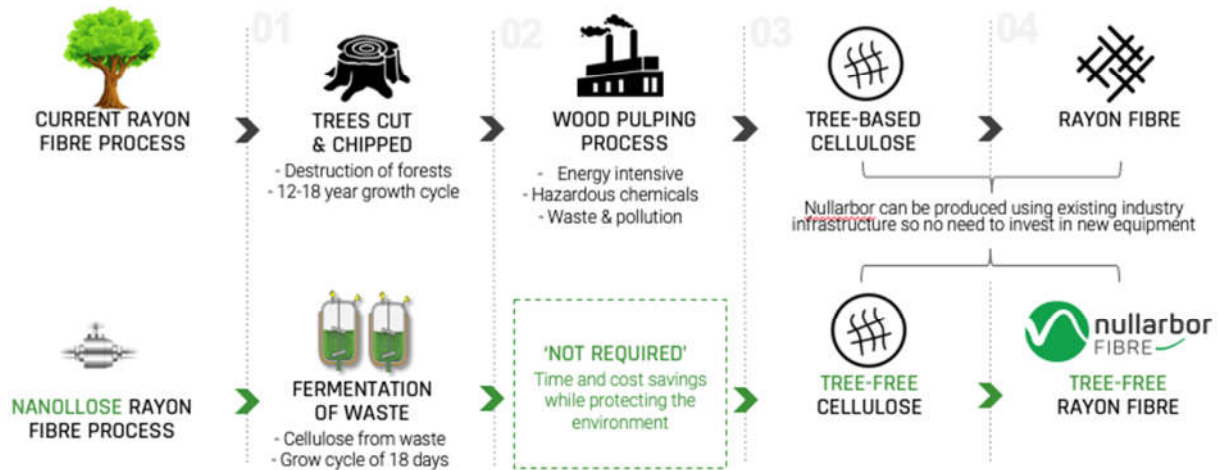 01
02
03
04
CURRENT RAYON
FIBRE PROCESS
TREES CUT
& CHIPPED
- Destruction of forests
- 12-18 year growth cycle
WOOD PULPING
PROCESS
- Energy intensive
- Hazardous chemicals
- Waste & pollution
TREE-BASED
CELLULOSE
RAYON FIBRE
Nullarbor can be produced using existing industry
infrastructure so no need to invest in new equipment
NANOLLOSE RAYON
FIBRE PROCESS
FERMENTATION
OF WASTE
- Cellulose from waste
- Grow cycle of 18 days
'NOT REQUIRED'
Time and cost savings
while protecting the
environment
TREE-FREE
CELLULOSE
nullarbor
FIBRE
TREE-FREE
RAYON FIBRE